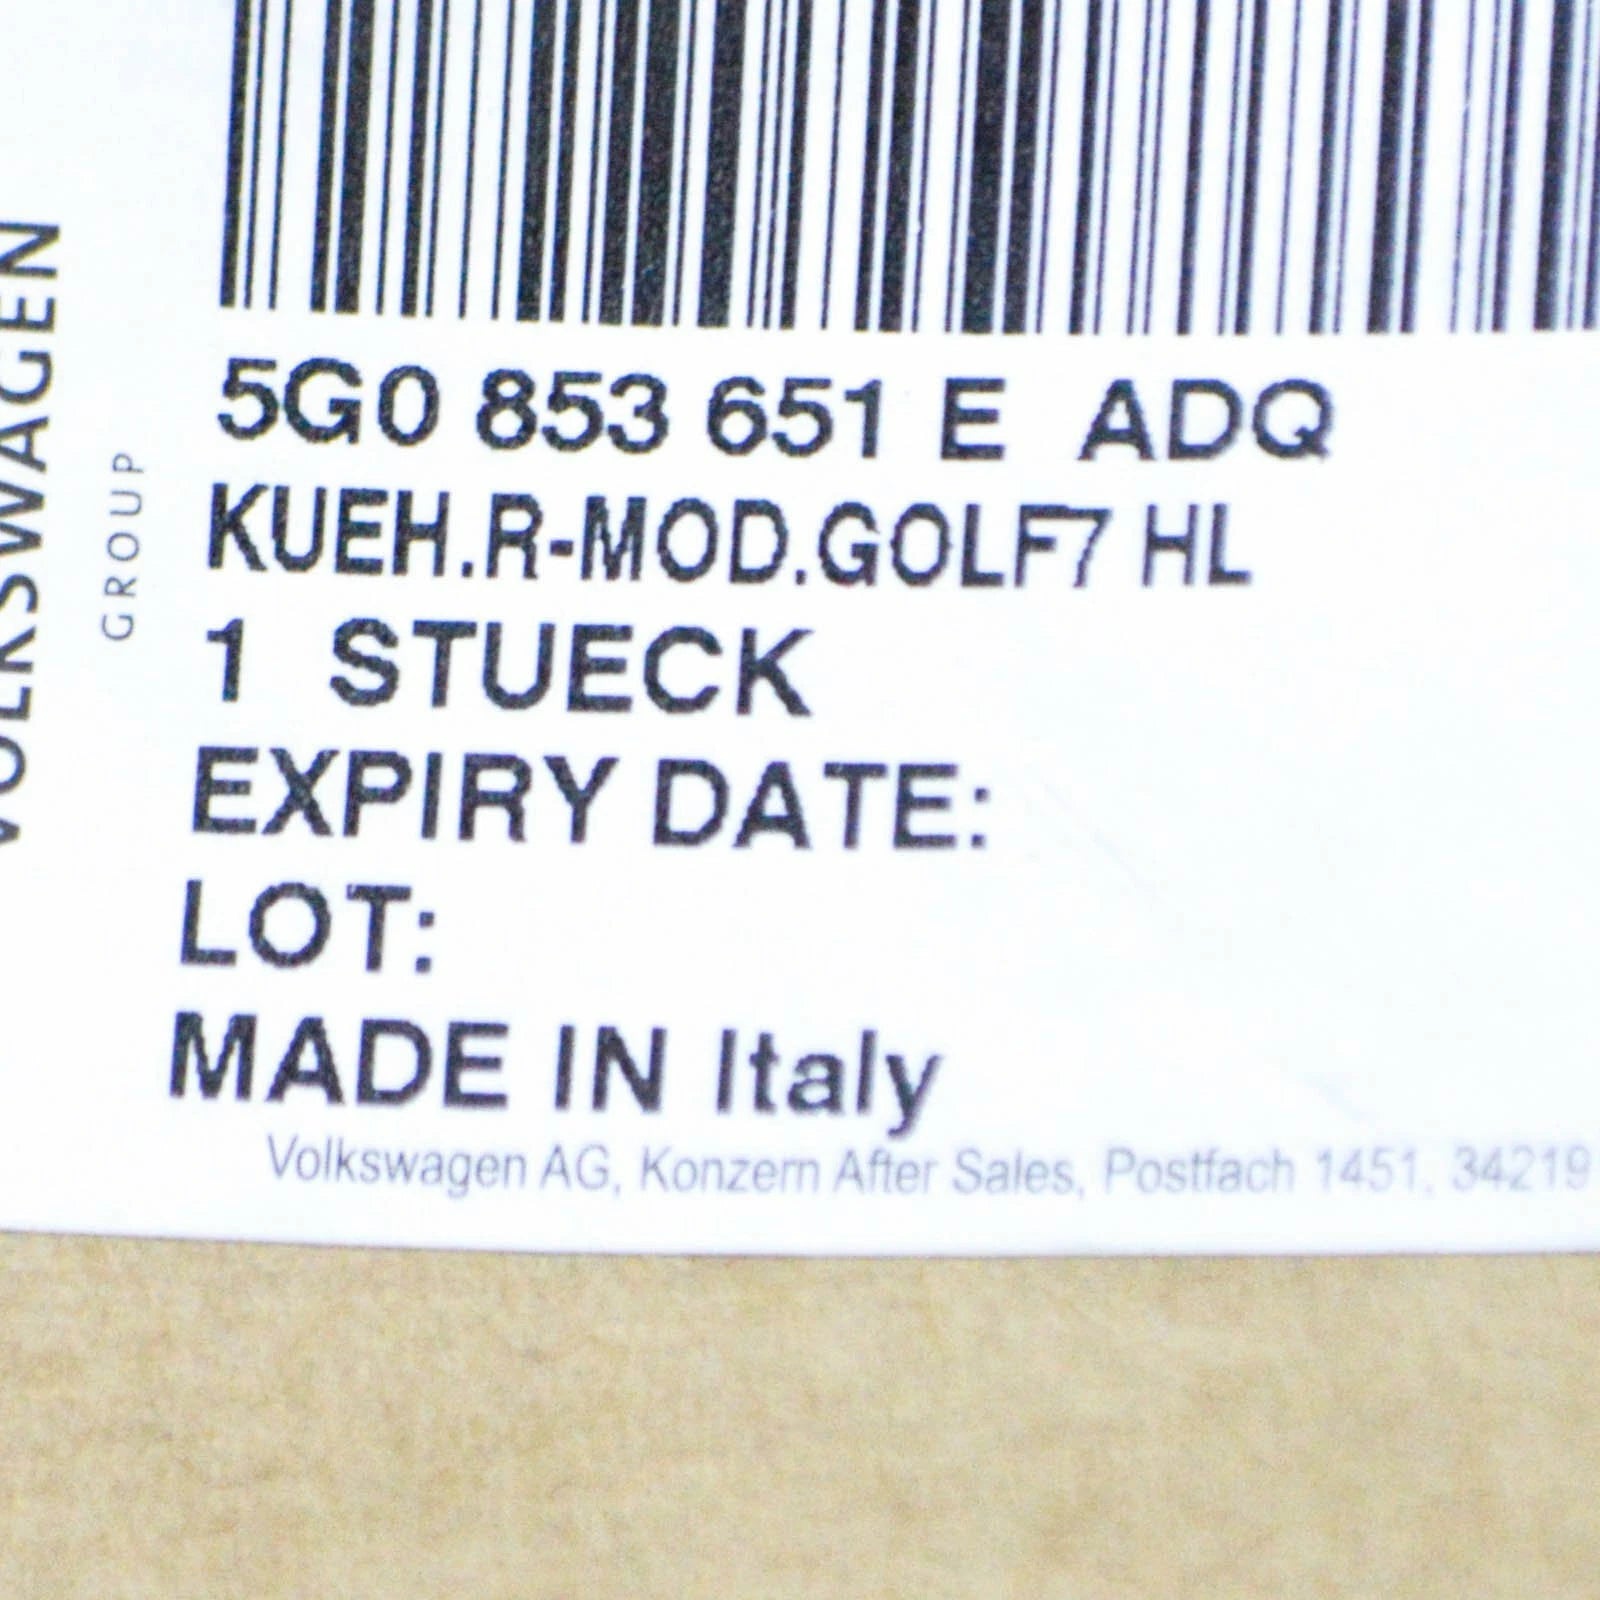 VOLKSWAGEN
GROUP
5G0 853 651 E ADQ
KUEH.R-MOD.GOLF7 HL
1 STUECK
EXPIRY DATE:
LOT:
MADE IN Italy
Volkswagen AG, Konzern After Sales, Postfach 1451, 34219